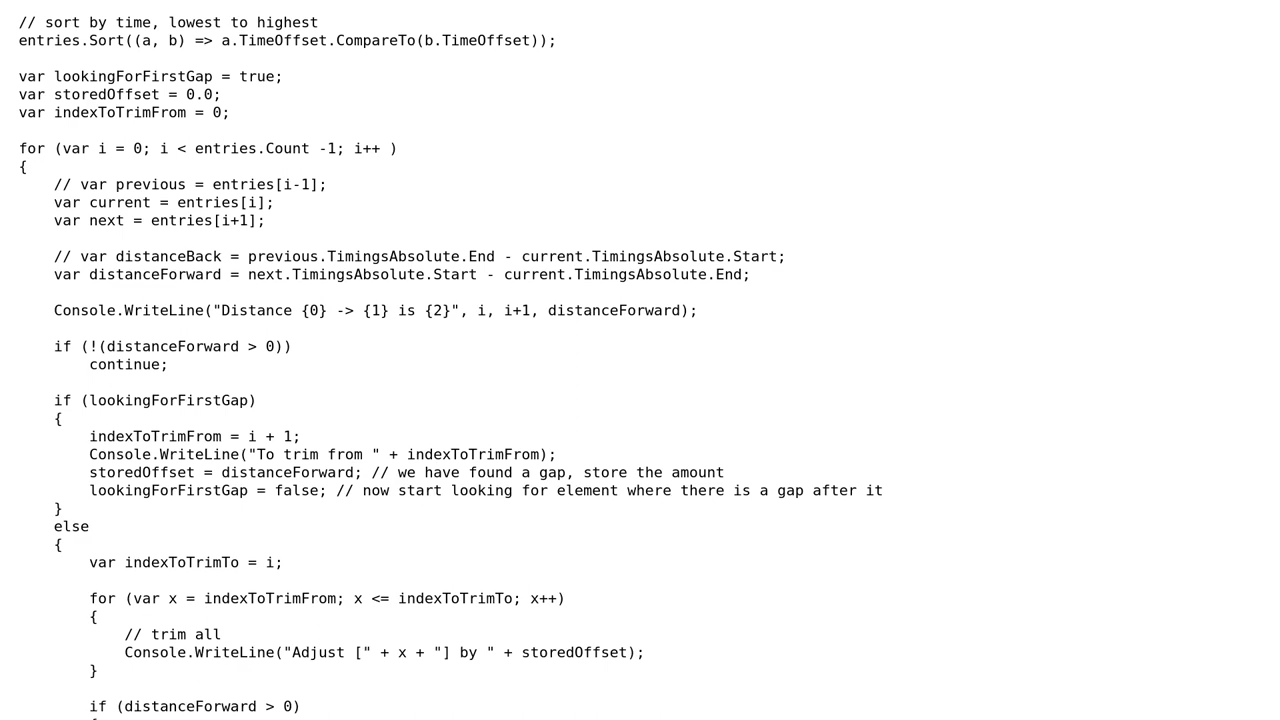 // sort by time, lowest to highest
entries.Sort((a, b) => a.TimeOffset.CompareTo(b.TimeOffset));
var lookingForFirstGap = true;
var storedOffset = 0.0;
var indexToTrimFrom = 0;
for (var i = 0; i < entries.Count -1; i++ )
{
    // var previous = entries[i-1];
    var current = entries[i];
    var next = entries[i+1];
    // var distanceBack = previous.TimingsAbsolute.End - current.TimingsAbsolute.Start;
    var distanceForward = next.TimingsAbsolute.Start - current.TimingsAbsolute.End;
    Console.WriteLine("Distance {0} -> {1} is {2}", i, i+1, distanceForward);
    if (!(distanceForward > 0))
        continue;
    if (lookingForFirstGap)
    {
        indexToTrimFrom = i + 1;
        Console.WriteLine("To trim from " + indexToTrimFrom);
        storedOffset = distanceForward; // we have found a gap, store the amount
        lookingForFirstGap = false; // now start looking for element where there is a gap after it
    }
    else
    {
        var indexToTrimTo = i;
        for (var x = indexToTrimFrom; x <= indexToTrimTo; x++)
        {
            // trim all
            Console.WriteLine("Adjust [" + x + "] by " + storedOffset);
        }
        if (distanceForward > 0)